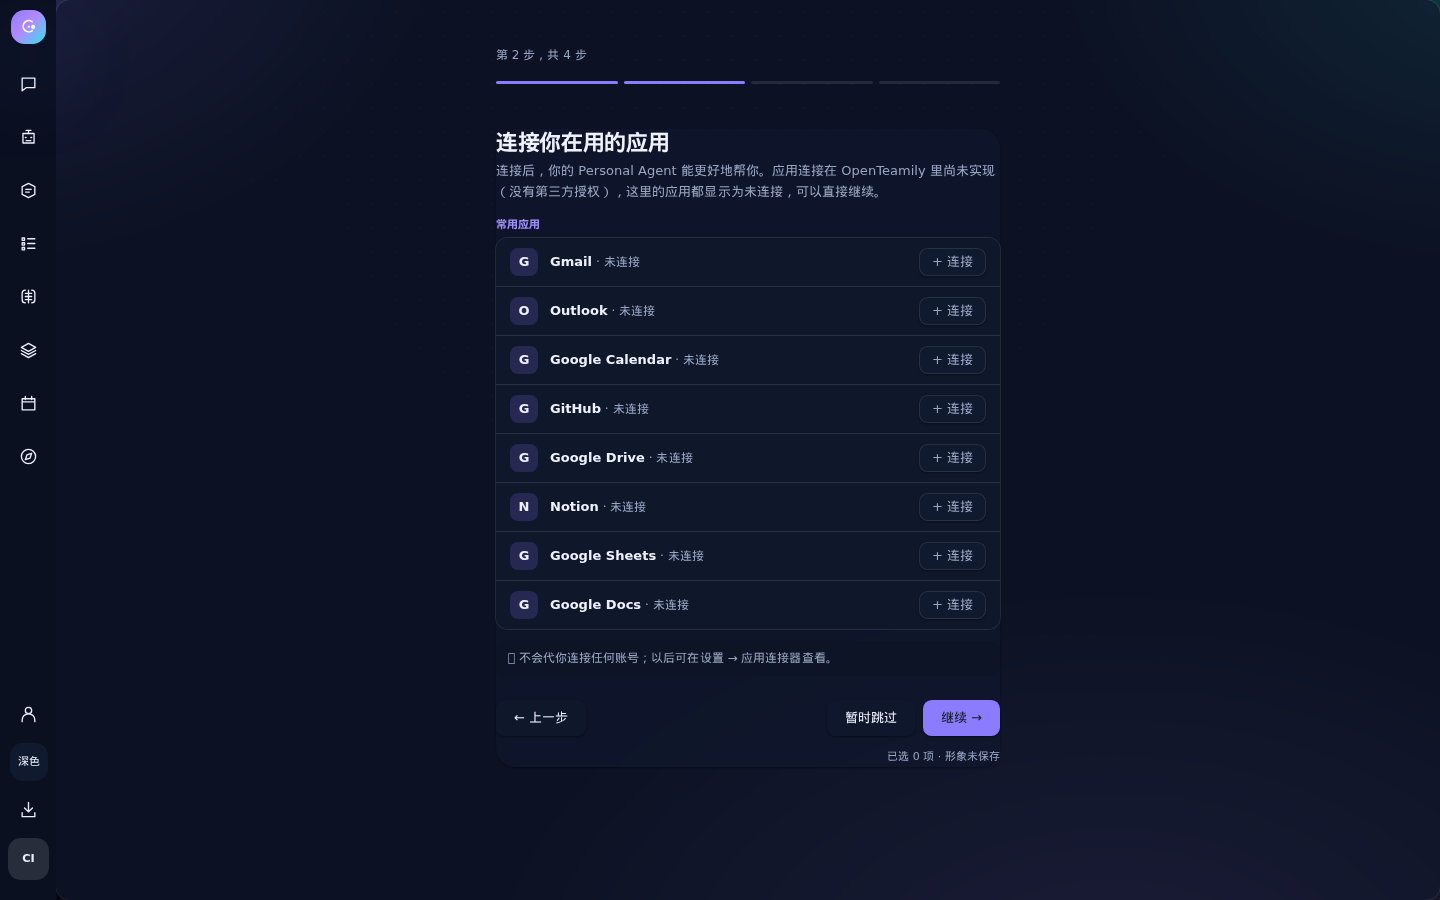 第 2 步，共 4 步
连接你在用的应用
连接后，你的 Personal Agent 能更好地帮你。应用连接在 OpenTeamily 里尚未实现
（没有第三方授权），这里的应用都显示为未连接，可以直接继续。
常用应用
G Gmail · 未连接 + 连接
O Outlook · 未连接 + 连接
G Google Calendar · 未连接 + 连接
G GitHub · 未连接 + 连接
G Google Drive · 未连接 + 连接
N Notion · 未连接 + 连接
G Google Sheets · 未连接 + 连接
G Google Docs · 未连接 + 连接
不会代你连接任何账号；以后可在设置 → 应用连接器查看。
← 上一步 暂时跳过 继续 →
已选 0 项 · 形象未保存
深色
CI